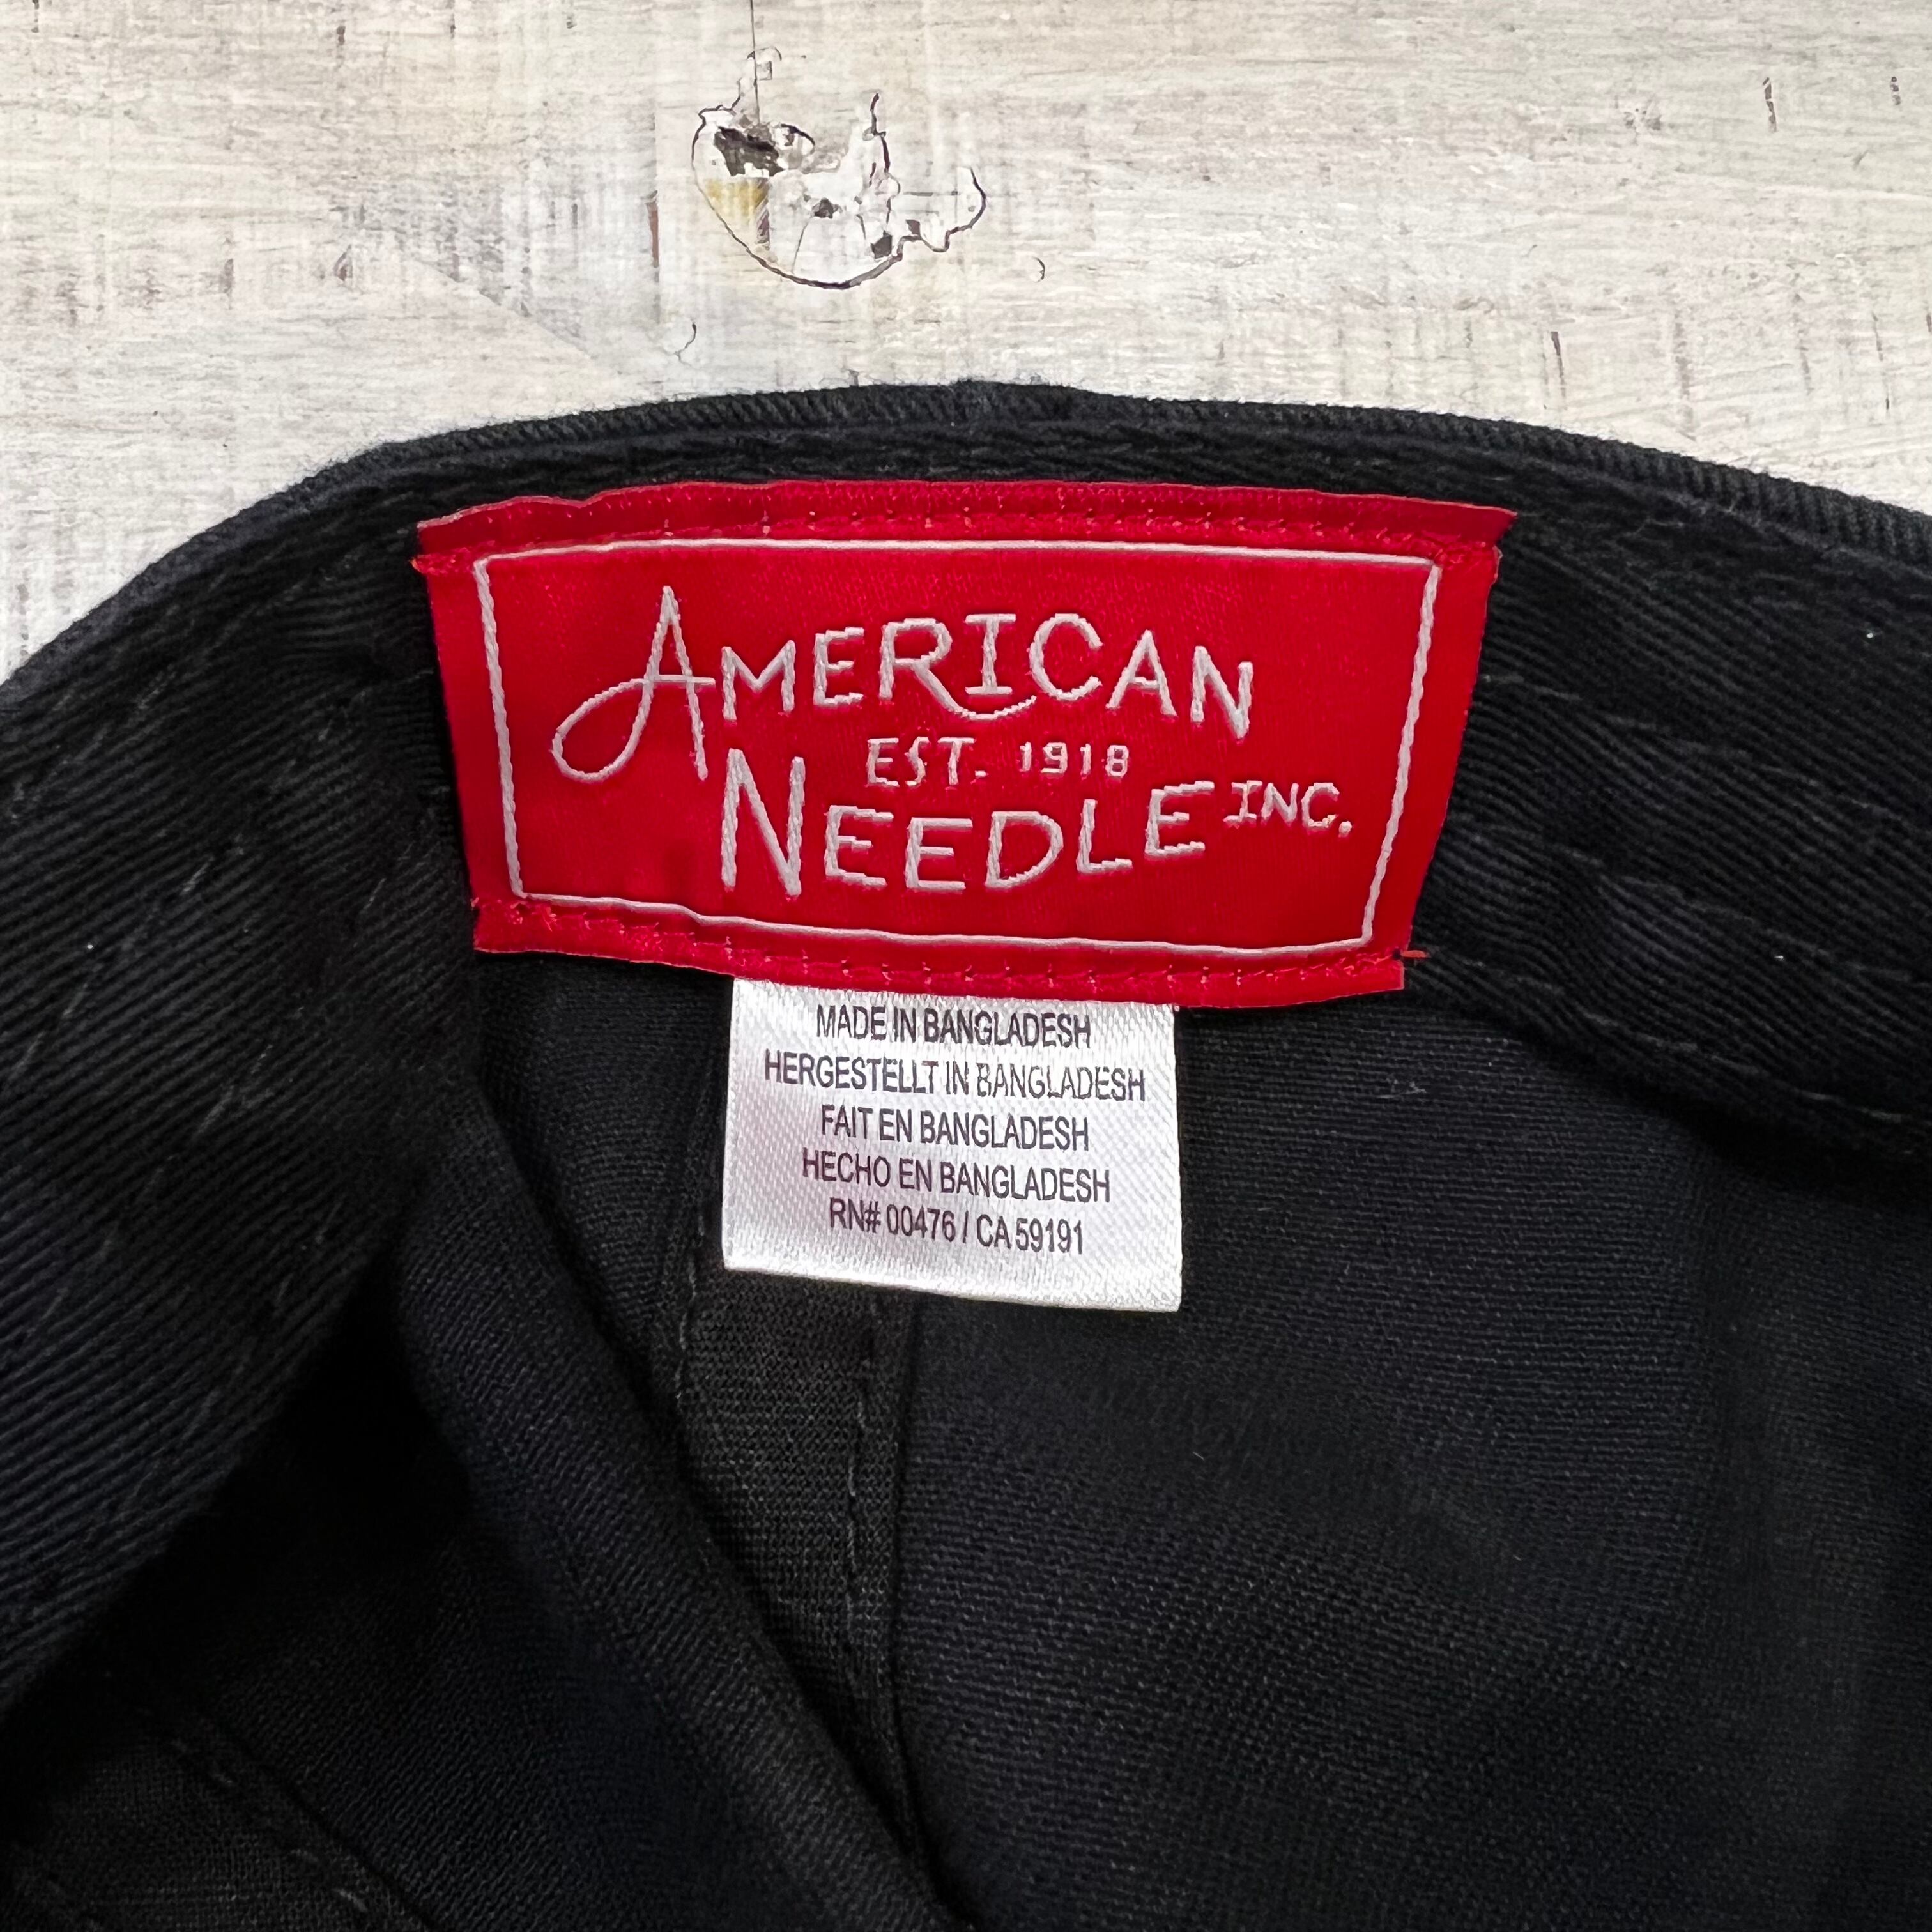 AMERICAN
EST. 1918
NEEDLE INC.
MADE IN BANGLADESH
HERGESTELLT IN BANGLADESH
FAIT EN BANGLADESH
HECHO EN BANGLADESH
RN# 00476 / CA 59191